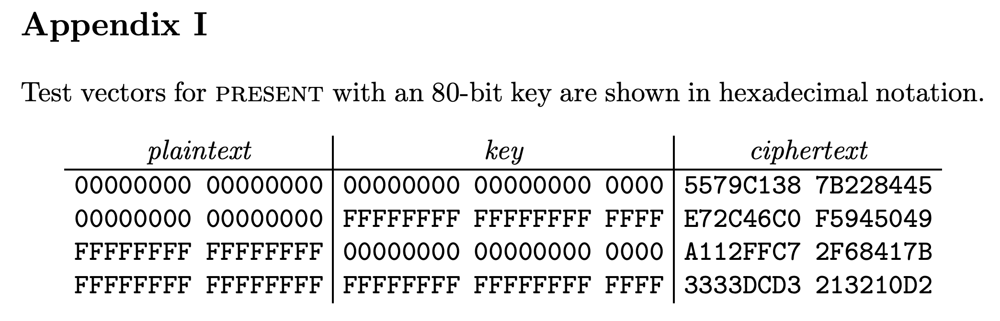 Appendix I
Test vectors for PRESENT with an 80-bit key are shown in hexadecimal notation.
plaintext key ciphertext
00000000 00000000 00000000 00000000 0000 5579C138 7B228445
00000000 00000000 FFFFFFFF FFFFFFFF FFFF E72C46C0 F5945049
FFFFFFFF FFFFFFFF 00000000 00000000 0000 A112FFC7 2F68417B
FFFFFFFF FFFFFFFF FFFFFFFF FFFFFFFF FFFF 3333DCD3 213210D2